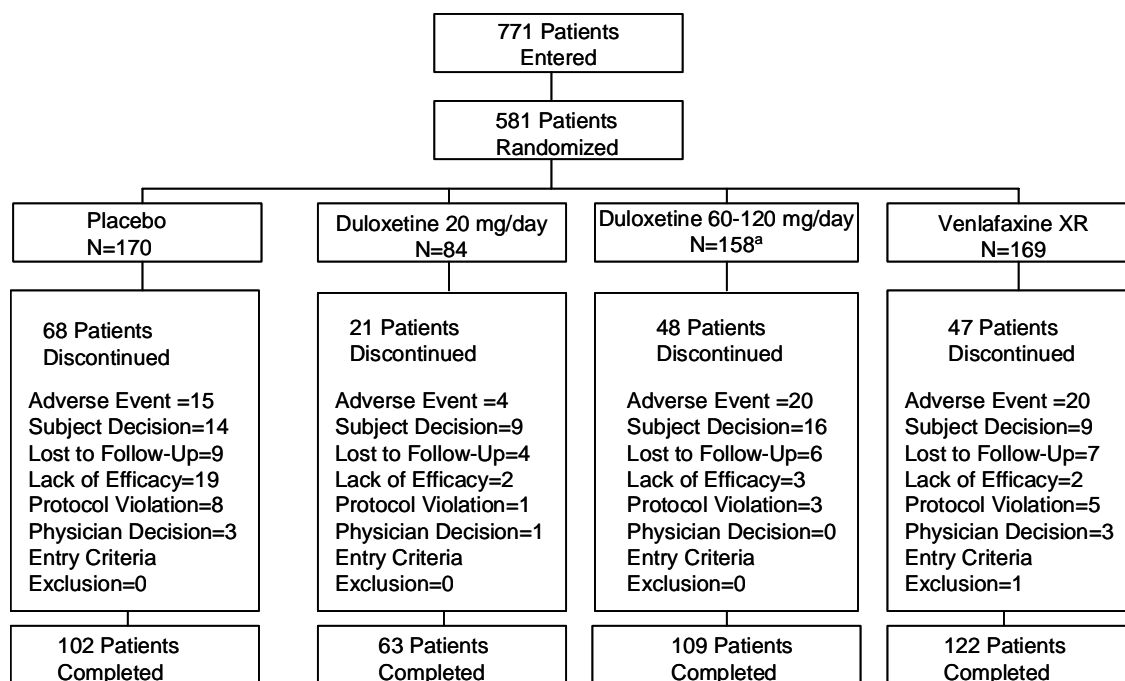 771 Patients
Entered
581 Patients
Randomized
Placebo
N=170
Duloxetine 20 mg/day
N=84
Duloxetine 60-120 mg/day
N=158ª
Venlafaxine XR
N=169
68 Patients
Discontinued
Adverse Event =15
Subject Decision=14
Lost to Follow-Up=9
Lack of Efficacy=19
Protocol Violation=8
Physician Decision=3
Entry Criteria
Exclusion=0
21 Patients
Discontinued
Adverse Event =4
Subject Decision=9
Lost to Follow-Up=4
Lack of Efficacy=2
Protocol Violation=1
Physician Decision=1
Entry Criteria
Exclusion=0
48 Patients
Discontinued
Adverse Event =20
Subject Decision=16
Lost to Follow-Up=6
Lack of Efficacy=3
Protocol Violation=3
Physician Decision=0
Entry Criteria
Exclusion=0
47 Patients
Discontinued
Adverse Event =20
Subject Decision=9
Lost to Follow-Up=7
Lack of Efficacy=2
Protocol Violation=5
Physician Decision=3
Entry Criteria
Exclusion=1
102 Patients
Completed
63 Patients
Completed
109 Patients
Completed
122 Patients
Completed